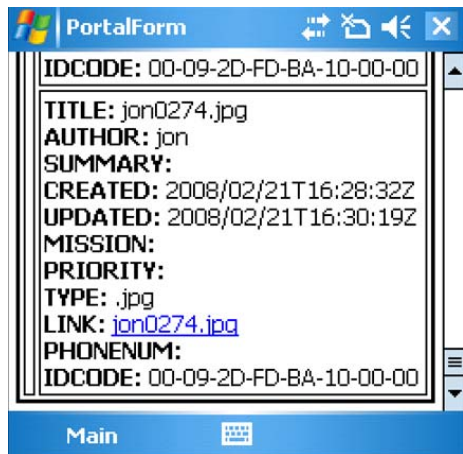 PortalForm
IDCODE: 00-09-2D-FD-BA-10-00-00
TITLE: jon0274.jpg
AUTHOR: jon
SUMMARY:
CREATED: 2008/02/21T16:28:32Z
UPDATED: 2008/02/21T16:30:19Z
MISSION:
PRIORITY:
TYPE: .jpg
LINK: jon0274.jpg
PHONENUM:
IDCODE: 00-09-2D-FD-BA-10-00-00
Main